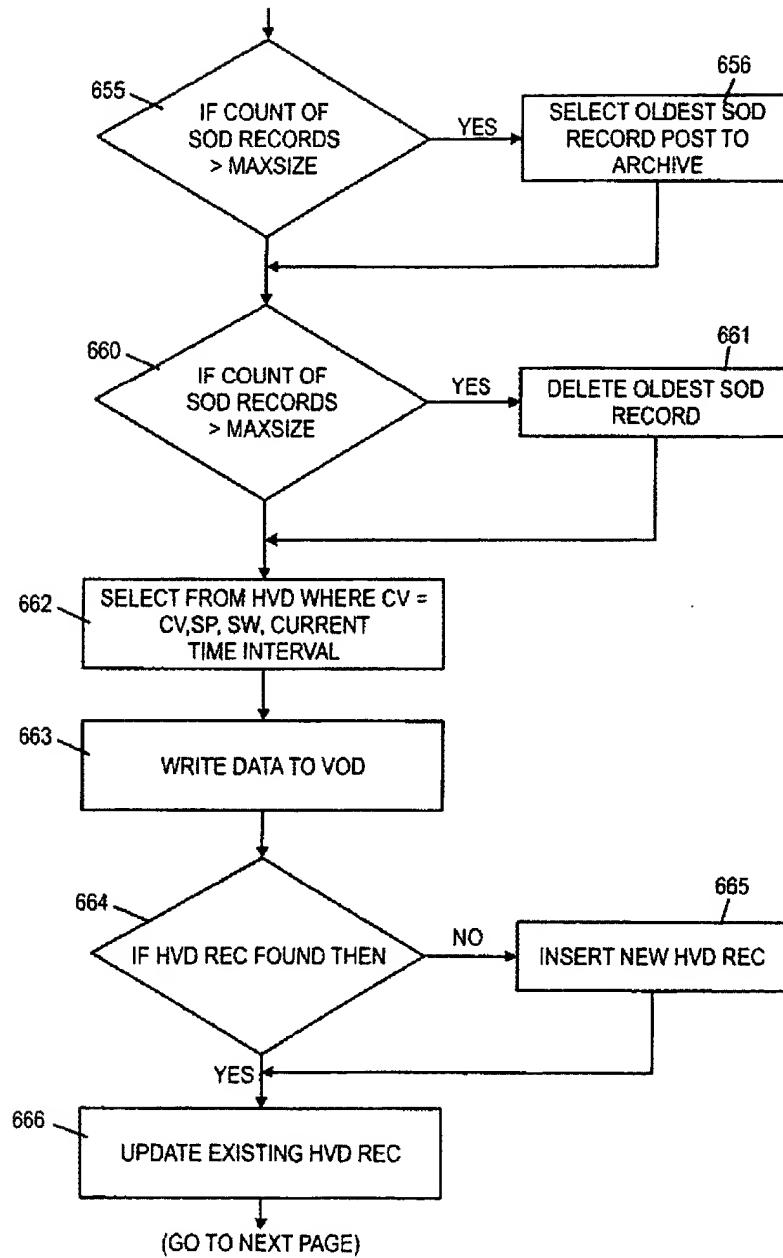 655
IF COUNT OF
SOD RECORDS
> MAXSIZE
YES
656
SELECT OLDEST SOD
RECORD POST TO
ARCHIVE
660
IF COUNT OF
SOD RECORDS
> MAXSIZE
YES
661
DELETE OLDEST SOD
RECORD
662
SELECT FROM HVD WHERE CV =
CV,SP, SW, CURRENT
TIME INTERVAL
663
WRITE DATA TO VOD
664
IF HVD REC FOUND THEN
NO
665
INSERT NEW HVD REC
YES
666
UPDATE EXISTING HVD REC
(GO TO NEXT PAGE)